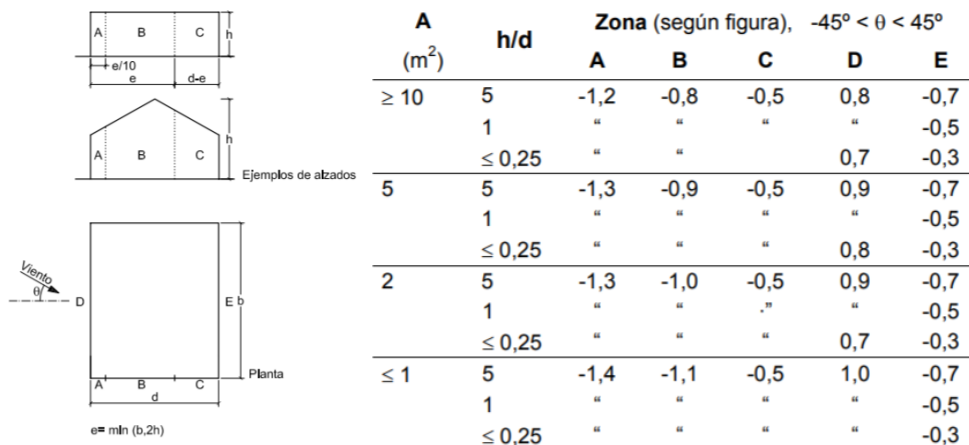 A B C h
e/10
e d-e
A B C h
Ejemplos de alzados
Viento
θ
D E b
Planta
A B C
d
e= mín (b,2h)
A (m²) h/d Zona (según figura), -45º < θ < 45º
A B C D E
≥ 10 5 -1,2 -0,8 -0,5 0,8 -0,7
1 “ “ “ “ -0,5
≤ 0,25 “ “ 0,7 -0,3
5 5 -1,3 -0,9 -0,5 0,9 -0,7
1 “ “ “ “ -0,5
≤ 0,25 “ “ “ 0,8 -0,3
2 5 -1,3 -1,0 -0,5 0,9 -0,7
1 “ “ .” “ -0,5
≤ 0,25 “ “ “ 0,7 -0,3
≤ 1 5 -1,4 -1,1 -0,5 1,0 -0,7
1 “ “ “ “ -0,5
≤ 0,25 “ “ “ “ -0,3